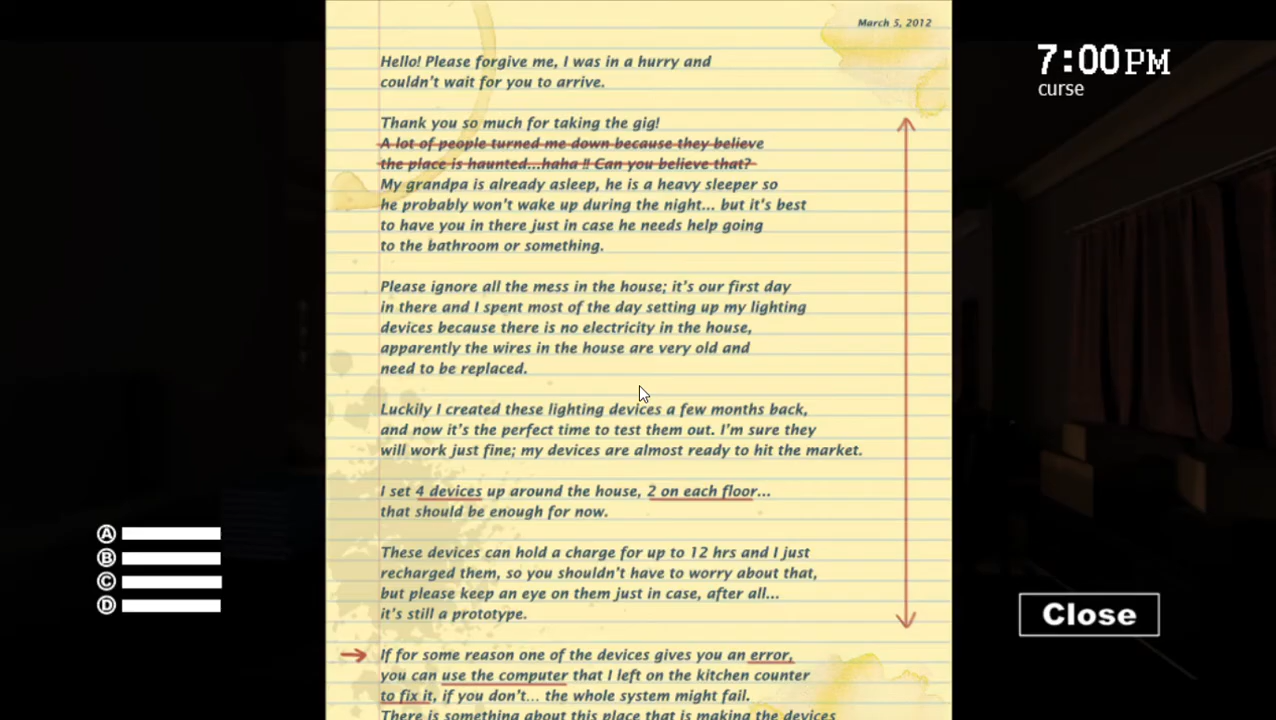 March 5, 2012
7:00PM
curse
Hello! Please forgive me, I was in a hurry and
couldn't wait for you to arrive.
Thank you so much for taking the gig!
A lot of people turned me down because they believe
the place is haunted...haha !! Can you believe that?
My grandpa is already asleep, he is a heavy sleeper so
he probably won't wake up during the night... but it's best
to have you in there just in case he needs help going
to the bathroom or something.
Please ignore all the mess in the house; it's our first day
in there and I spent most of the day setting up my lighting
devices because there is no electricity in the house,
apparently the wires in the house are very old and
need to be replaced.
Luckily I created these lighting devices a few months back,
and now it's the perfect time to test them out. I'm sure they
will work just fine; my devices are almost ready to hit the market.
I set 4 devices up around the house, 2 on each floor...
that should be enough for now.
These devices can hold a charge for up to 12 hrs and I just
recharged them, so you shouldn't have to worry about that,
but please keep an eye on them just in case, after all...
it's still a prototype.
If for some reason one of the devices gives you an error,
you can use the computer that I left on the kitchen counter
to fix it, if you don't... the whole system might fail.
There is something about this place that is making the devices
A
B
C
D
Close